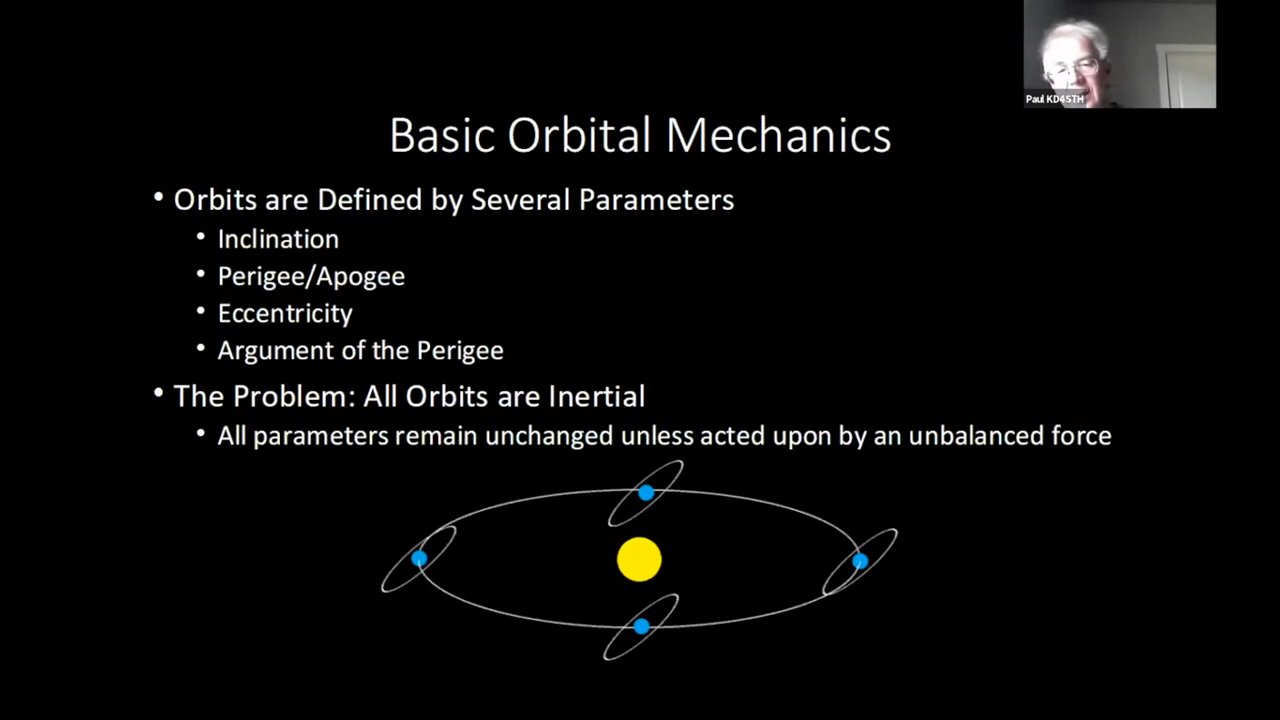 Paul KD4STH
Basic Orbital Mechanics
• Orbits are Defined by Several Parameters
• Inclination
• Perigee/Apogee
• Eccentricity
• Argument of the Perigee
• The Problem: All Orbits are Inertial
• All parameters remain unchanged unless acted upon by an unbalanced force